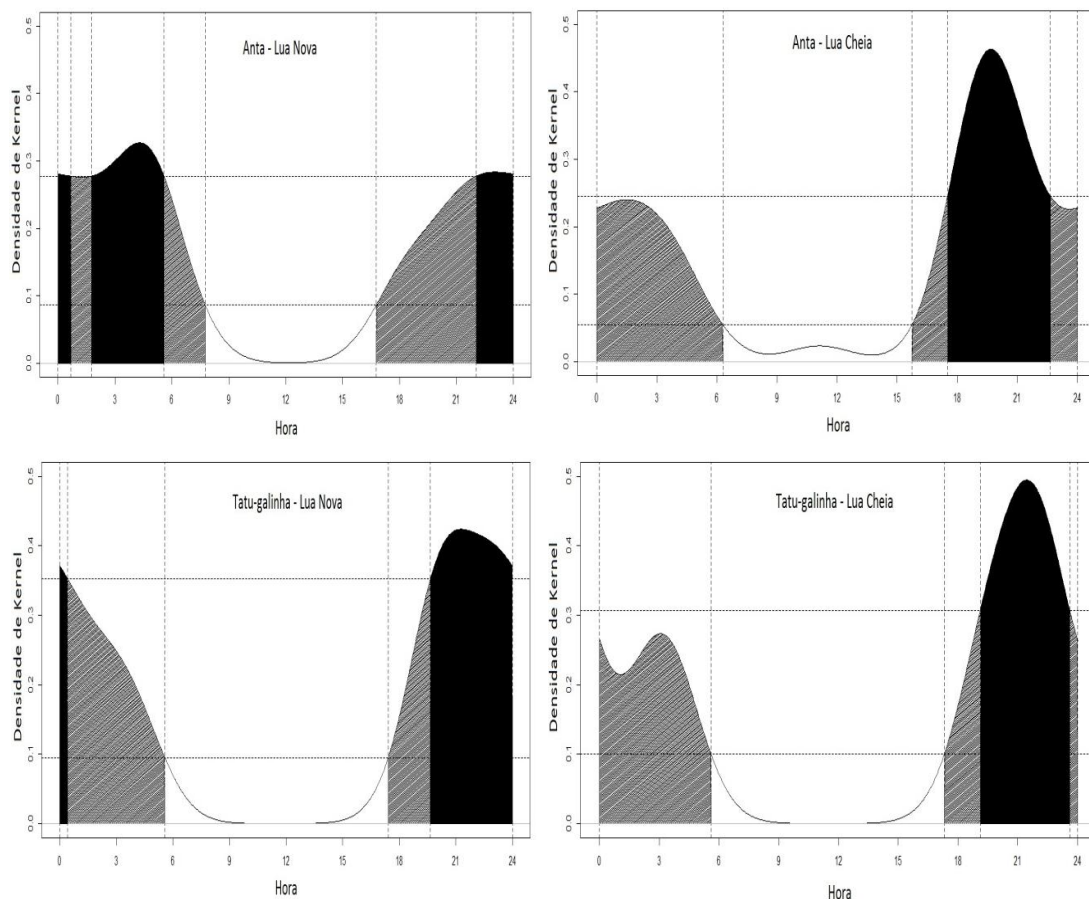 Anta - Lua Nova
Densidade de Kernel
0.5
0.4
0.3
0.2
0.1
0.0
0 3 6 9 12 15 18 21 24
Hora
Anta - Lua Cheia
Densidade de Kernel
0.5
0.4
0.3
0.2
0.1
0.0
0 3 6 9 12 15 18 21 24
Hora
Tatu-galinha - Lua Nova
Densidade de Kernel
0.5
0.4
0.3
0.2
0.1
0.0
0 3 6 9 12 15 18 21 24
Hora
Tatu-galinha - Lua Cheia
Densidade de Kernel
0.5
0.4
0.3
0.2
0.1
0.0
0 3 6 9 12 15 18 21 24
Hora